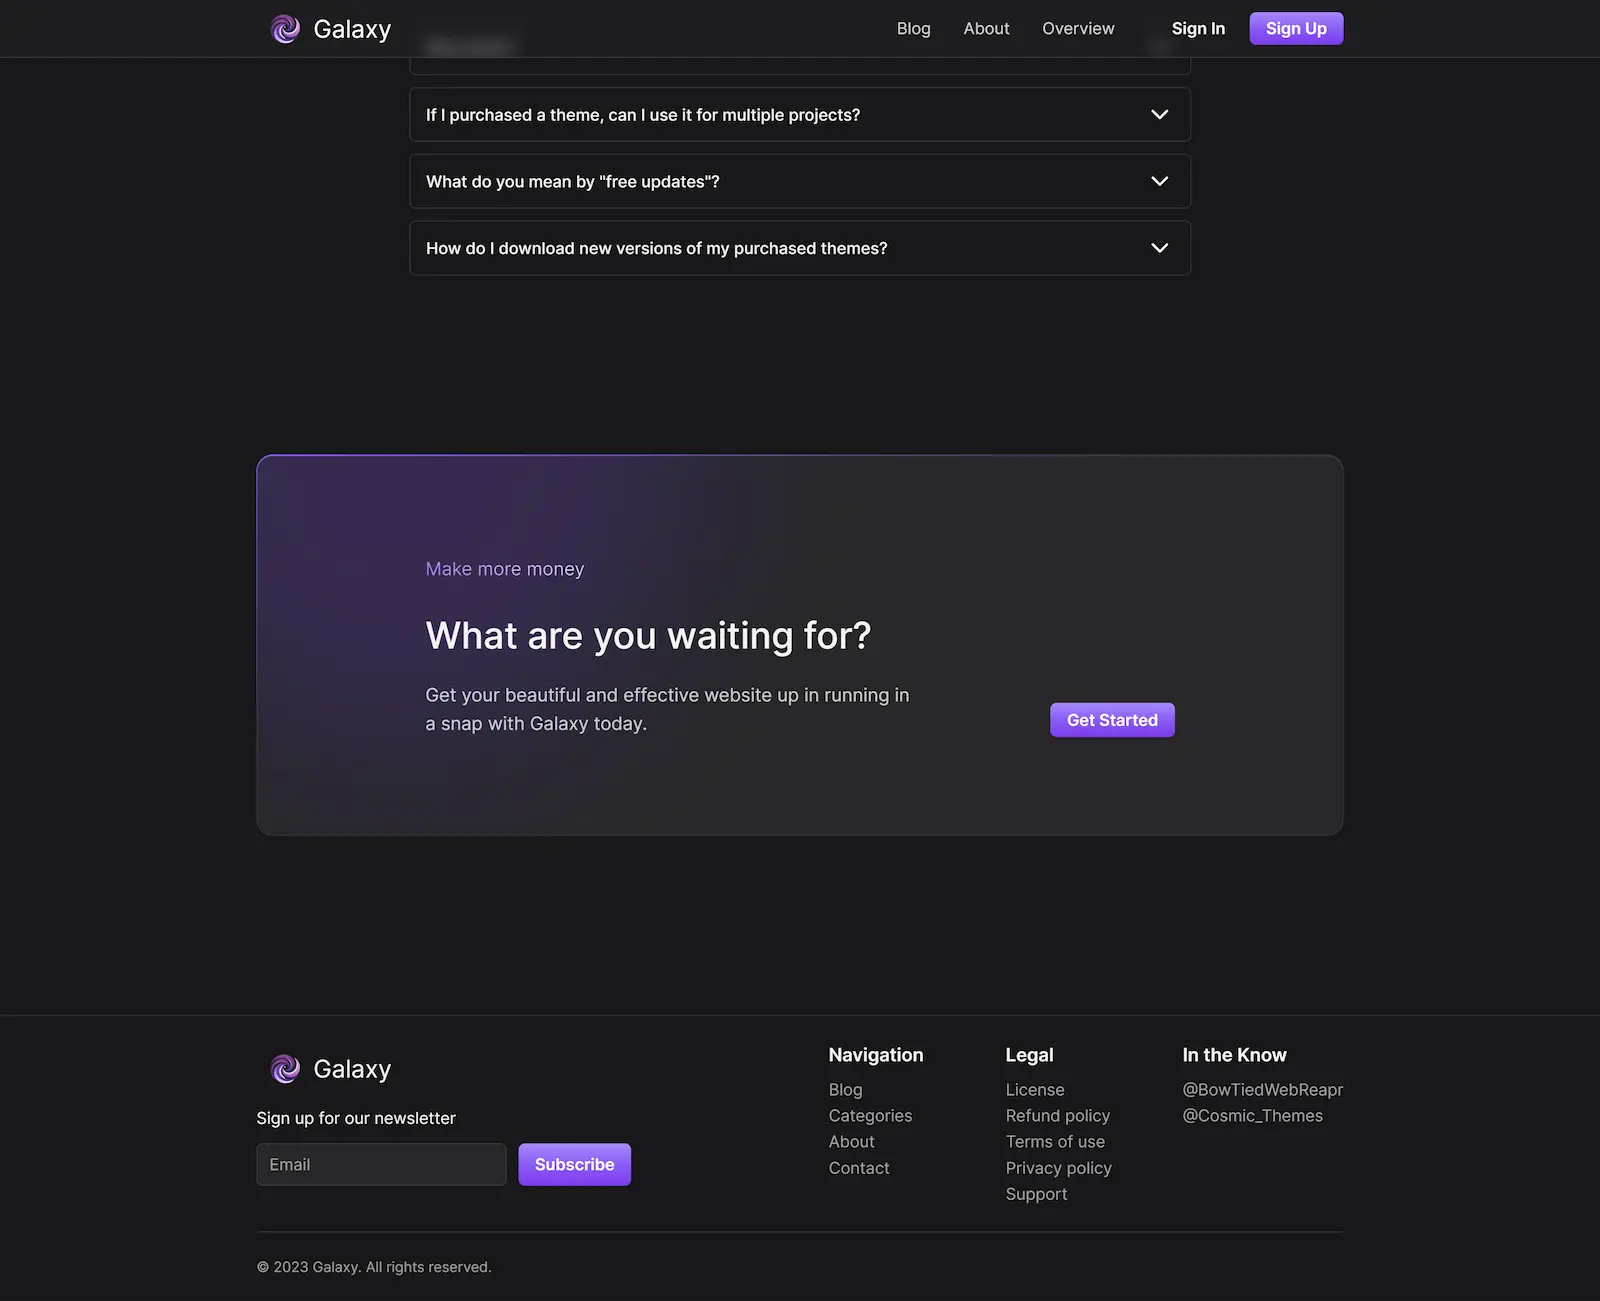 Galaxy
Blog About Overview Sign In Sign Up
If I purchased a theme, can I use it for multiple projects?
What do you mean by "free updates"?
How do I download new versions of my purchased themes?
Make more money
What are you waiting for?
Get your beautiful and effective website up in running in
a snap with Galaxy today.
Get Started
Galaxy
Sign up for our newsletter
Email
Subscribe
Navigation
Blog
Categories
About
Contact
Legal
License
Refund policy
Terms of use
Privacy policy
Support
In the Know
@BowTiedWebReapr
@Cosmic_Themes
© 2023 Galaxy. All rights reserved.